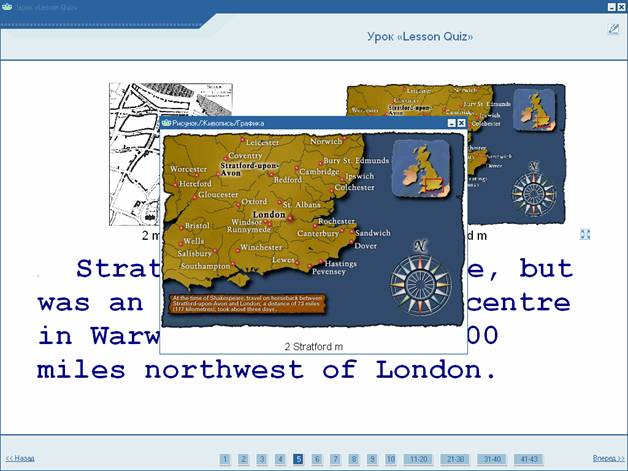 Урок «Lesson Quiz»
Урок «Lesson Quiz»
Bury St. Edmunds
Ipswich
Colchester
Рисунок/Живопись/Графика
Leicester
Norwich
Coventry
Worcester
Stratford-upon-
Avon
Bury St. Edmunds
Cambridge
Hereford
Bedford
Ipswich
Colchester
Gloucester
Oxford
St. Albans
London
Bristol
Windsor
Runnymede
Rochester
Canterbury
Sandwich
Wells
Salisbury
Winchester
Dover
Southampton
Lewes
Hastings
Pevensey
N
At the time of Shakespeare, travel on horseback between
Stratford-upon-Avon and London, a distance of 73 miles
(117 kilometres), took about three days.
2 Stratford m
2 m
d m
Strat e, but
was an centre
in Warw 00
miles northwest of London.
<< Назад 1 2 3 4 5 6 7 8 9 10 11-20 21-30 31-40 41-43 Вперед >>